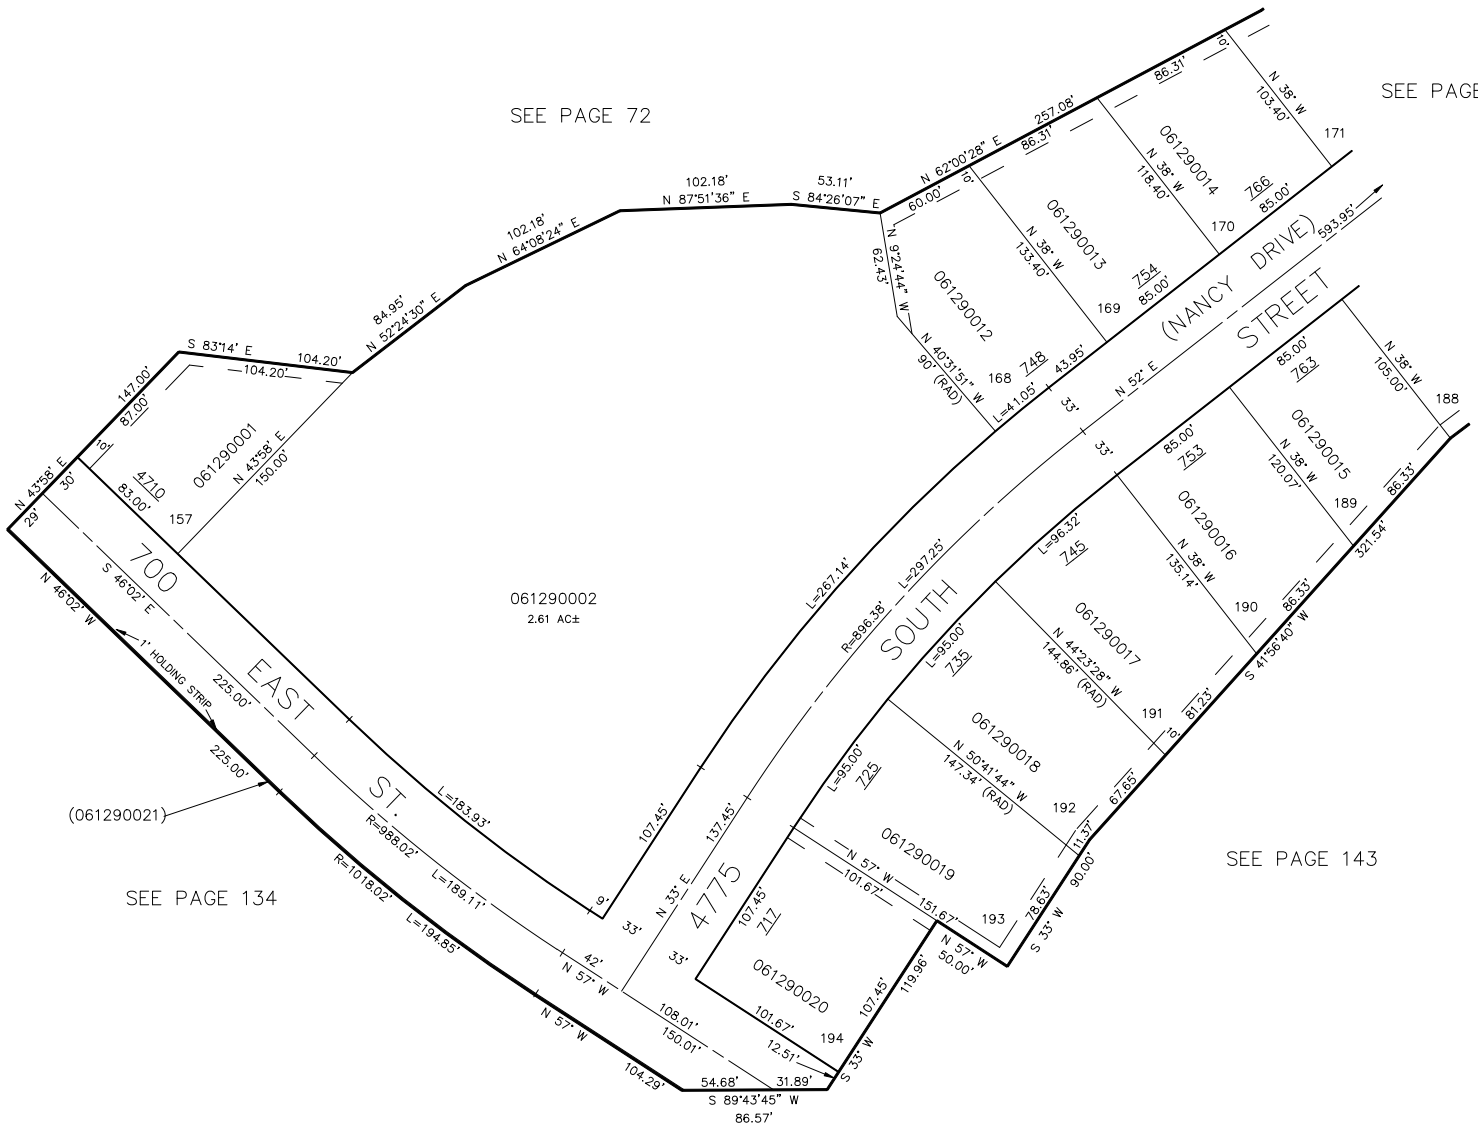 SEE PAGE 72
SEE PAGE
10'
86.31'
N 38° W
103.40'
171
257.08'
061290014
N 62°00'28" E
86.31'
N 38° W
118.40'
766
85.00'
10'
170
102.18'
N 87°51'36" E
53.11'
S 84°26'07" E
60.00'
061290013
N 38° W
133.40'
754
85.00'
169
102.18'
N 64°08'24" E
N 9°24'44" W
62.43'
061290012
(NANCY DRIVE)
593.95'
STREET
84.95'
N 52°24'30" E
N 40°31'51" W
90' (RAD)
168
748
43.95'
L=41.05'
33'
N 52° E
33'
85.00'
763
N 38° W
105.00'
188
S 83°14' E
104.20'
104.20'
147.00'
87.00'
10'
061290001
N 43°58' E
150.00'
4710
83.00'
157
N 43°58' E
30'
29'
85.00'
753
061290015
N 38° W
120.07'
189
86.33'
321.54'
L=96.32'
745
061290016
N 38° W
135.14'
190
86.33'
S 41°56'40" W
700
EAST
ST.
S 46°02' E
N 46°02' W
1' HOLDING STRIP
225.00'
225.00'
061290002
2.61 AC±
L=267.14'
L=297.25'
R=896.38'
SOUTH
L=95.00'
735
061290017
N 44°23'28" W
144.86' (RAD)
191
81.23'
10'
L=95.00'
725
061290018
N 50°41'44" W
147.34' (RAD)
192
67.65'
11.37'
(061290021)
L=183.93'
R=988.02'
L=189.11'
R=1018.02'
L=194.85'
107.45'
137.45'
N 33° E
4775
061290019
N 57° W
101.67'
151.67'
193
78.63'
90.00'
S 33° W
SEE PAGE 143
SEE PAGE 134
9'
33'
33'
42'
N 57° W
107.45'
717
061290020
N 57° W
50.00'
119.96'
107.45'
101.67'
194
12.51'
S 33° W
108.01'
150.01'
N 57° W
104.29'
54.68'
31.89'
S 89°43'45" W
86.57'